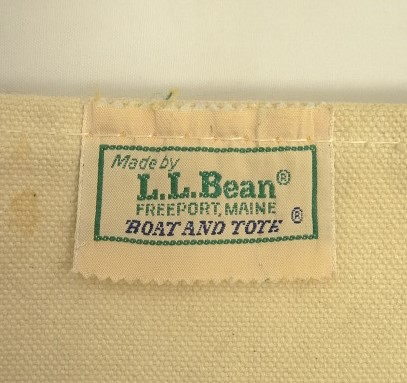 Made by
L.L.Bean®
FREEPORT, MAINE
BOAT AND TOTE ®